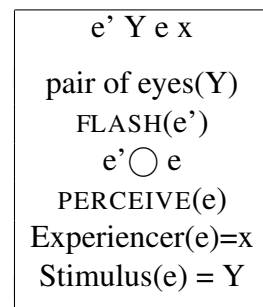 e’ Y e x
pair of eyes(Y)
FLASH(e’)
e’◯ e
PERCEIVE(e)
Experiencer(e)=x
Stimulus(e) = Y